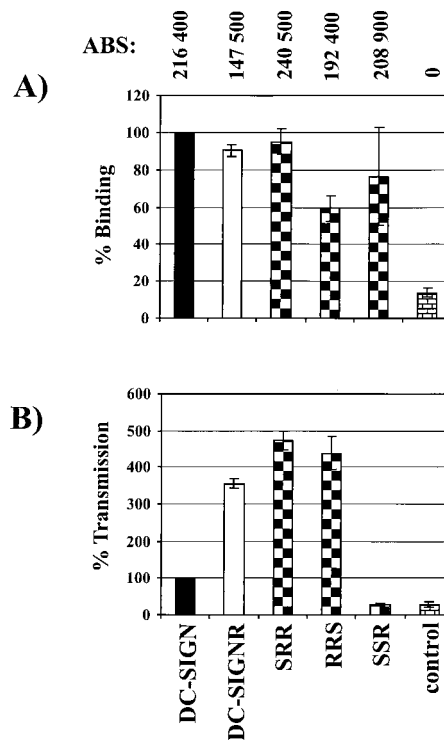 ABS:
216 400
147 500
240 500
192 400
208 900
0
A)
% Binding
120
100
80
60
40
20
0
B)
% Transmission
600
500
400
300
200
100
0
DC-SIGN
DC-SIGNR
SRR
RRS
SSR
control